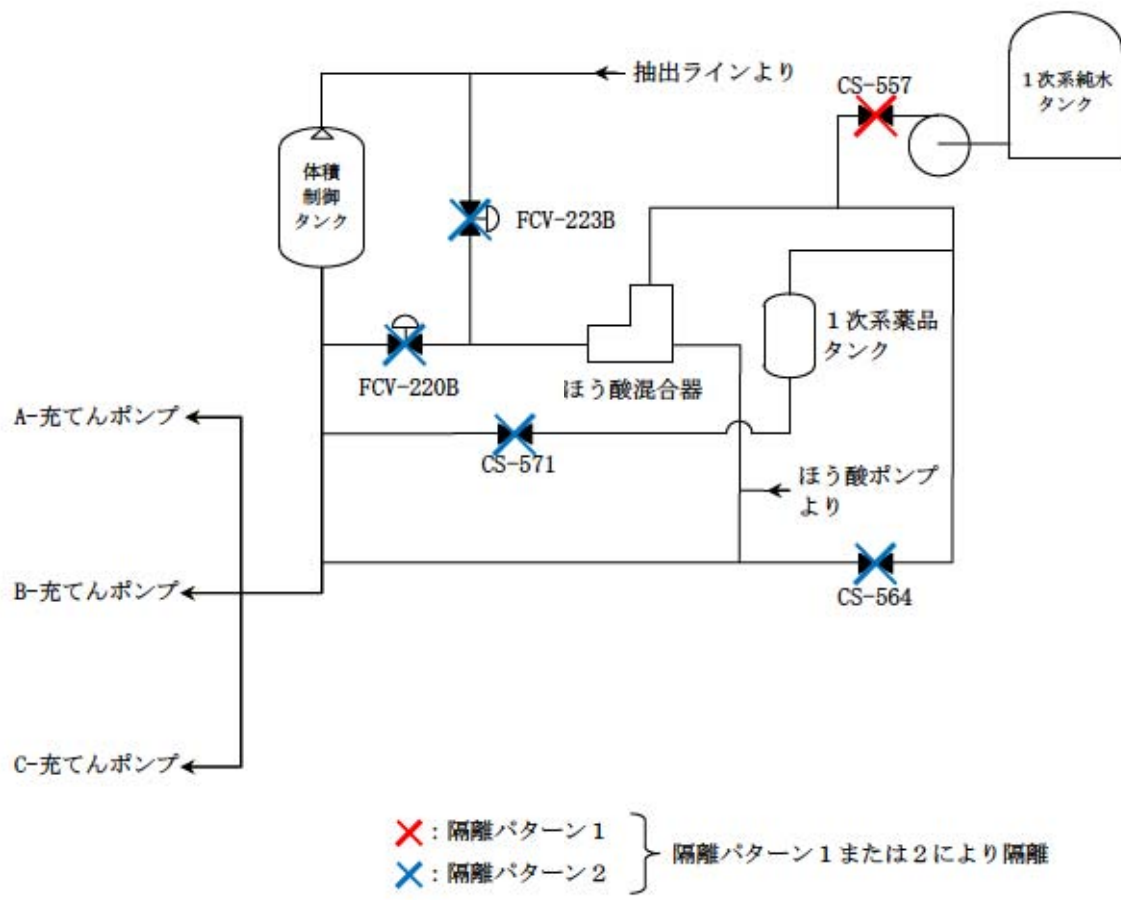 抽出ラインより
CS-557
1次系純水
タンク
体積
制御
タンク
FCV-223B
1次系薬品
タンク
FCV-220B
ほう酸混合器
A-充てんポンプ
CS-571
ほう酸ポンプ
より
B-充てんポンプ
CS-564
C-充てんポンプ
：隔離パターン１
：隔離パターン２
隔離パターン１または２により隔離